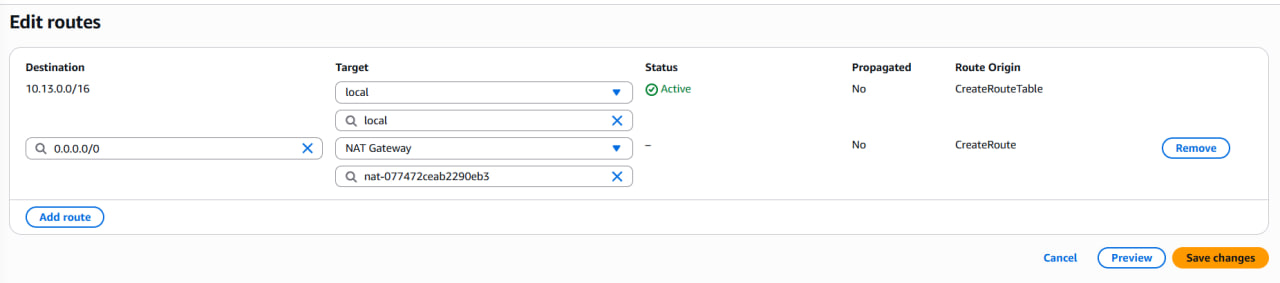 Edit routes
Destination Target Status Propagated Route Origin
10.13.0.0/16 local Active No CreateRouteTable
local
0.0.0.0/0 NAT Gateway – No CreateRoute Remove
nat-077472ceab2290eb3
Add route
Cancel Preview Save changes